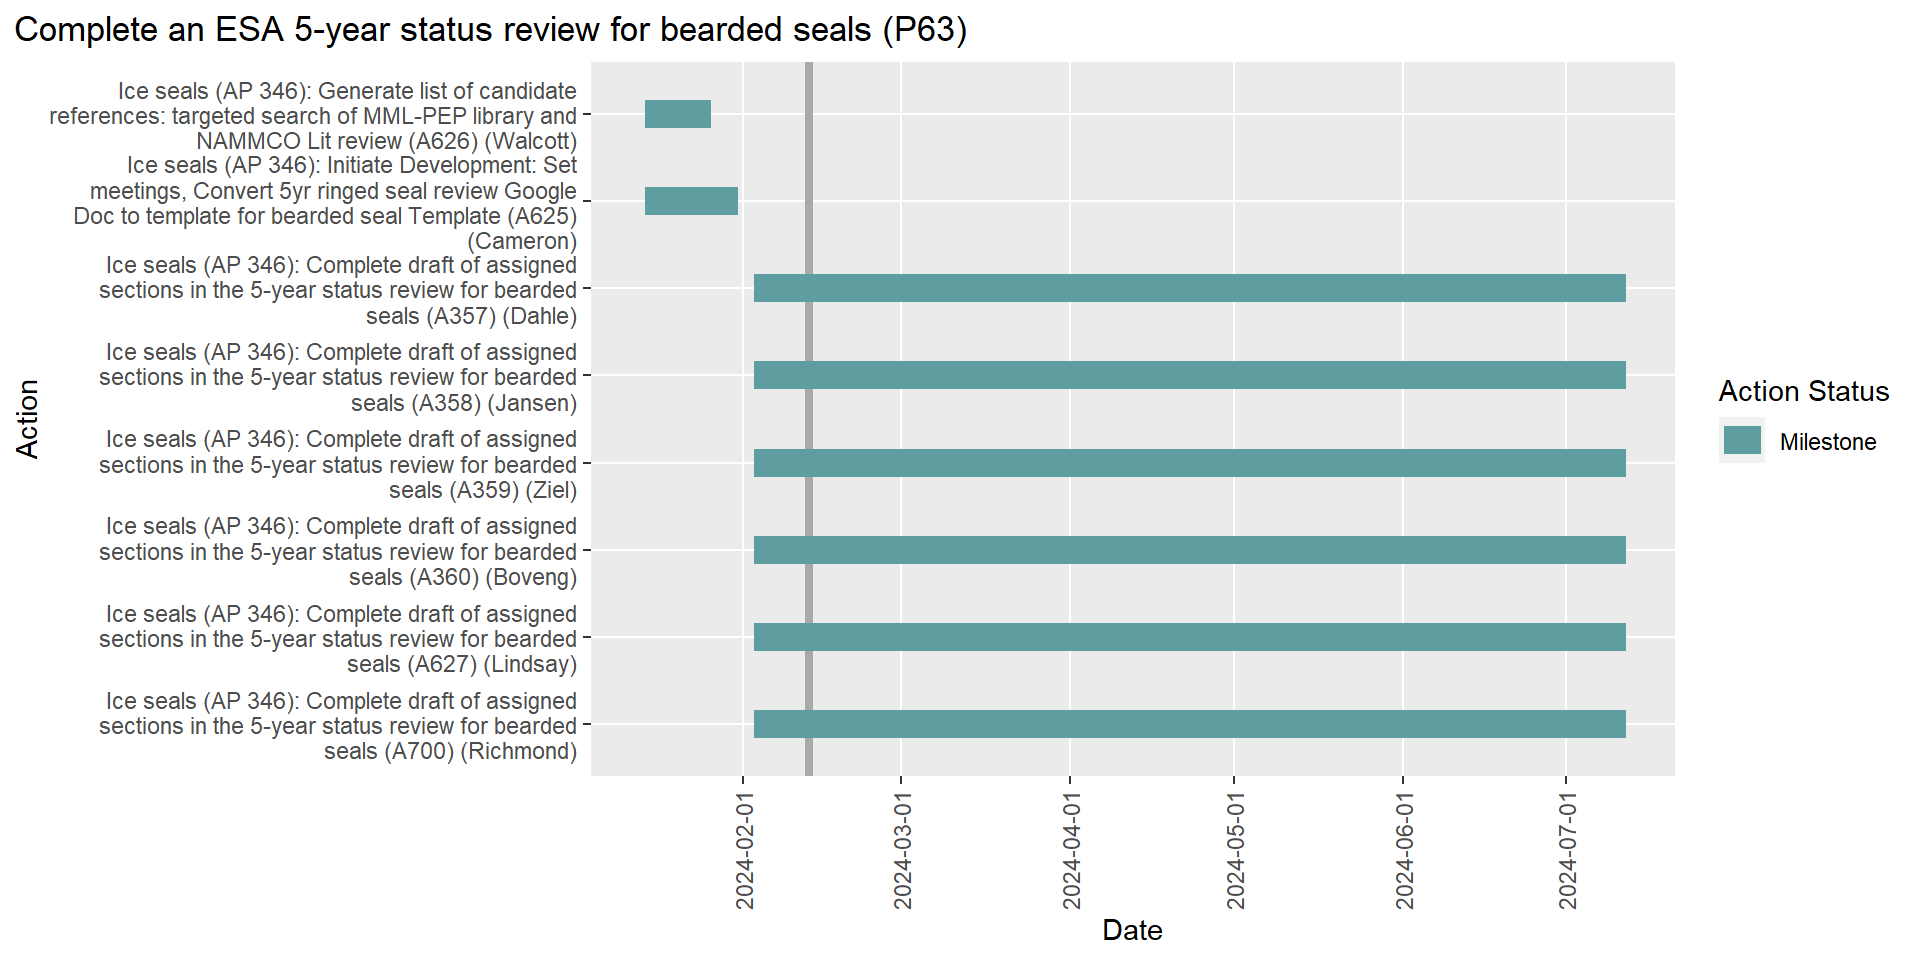 Complete an ESA 5-year status review for bearded seals (P63)
Ice seals (AP 346): Generate list of candidate
references: targeted search of MML-PEP library and
NAMMCO Lit review (A626) (Walcott)
Ice seals (AP 346): Initiate Development: Set
meetings, Convert 5yr ringed seal review Google
Doc to template for bearded seal Template (A625)
(Cameron)
Ice seals (AP 346): Complete draft of assigned
sections in the 5-year status review for bearded
seals (A357) (Dahle)
Ice seals (AP 346): Complete draft of assigned
sections in the 5-year status review for bearded
seals (A358) (Jansen)
Ice seals (AP 346): Complete draft of assigned
sections in the 5-year status review for bearded
seals (A359) (Ziel)
Ice seals (AP 346): Complete draft of assigned
sections in the 5-year status review for bearded
seals (A360) (Boveng)
Ice seals (AP 346): Complete draft of assigned
sections in the 5-year status review for bearded
seals (A627) (Lindsay)
Ice seals (AP 346): Complete draft of assigned
sections in the 5-year status review for bearded
seals (A700) (Richmond)
Action
2024-02-01
2024-03-01
2024-04-01
2024-05-01
2024-06-01
2024-07-01
Date
Action Status
Milestone